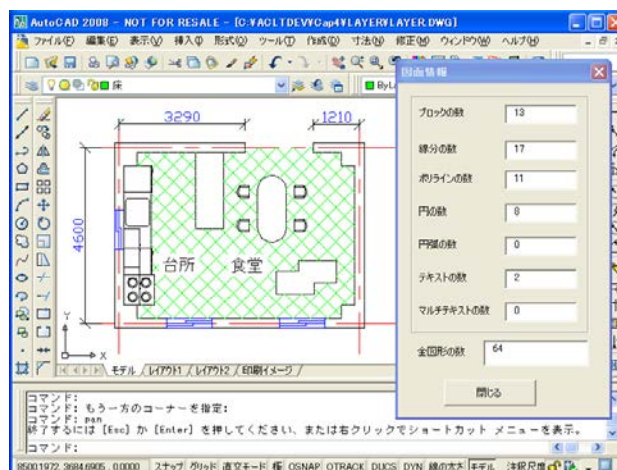 AutoCAD 2008 - NOT FOR RESALE - [C:¥ACLTDEV¥Cap4¥LAYER¥LAYER.DWG]
ファイル(F) 編集(E) 表示(V) 挿入(I) 形式(O) ツール(T) 作成(D) 寸法(N) 修正(M) ウィンドウ(W) ヘルプ(H)
床
ByL
3290
1210
4600
台所
食堂
Y
X
図面情報
ブロックの数 13
線分の数 17
ポリラインの数 11
円の数 8
円弧の数 0
テキストの数 2
マルチテキストの数 0
全図形の数 64
閉じる
モデル / レイアウト1 / レイアウト2 / 印刷イメージ /
コマンド:
コマンド: もう一方のコーナーを指定:
コマンド: pan
終了するには [Esc] か [Enter] を押してください、または右クリックでショートカット メニューを表示。
コマンド:
8500.1972, 3684.6905, 0.0000 スナップ グリッド 直交モード 極 OSNAP OTRACK DUCS DYN 線の太さ モデル 注釈尺度